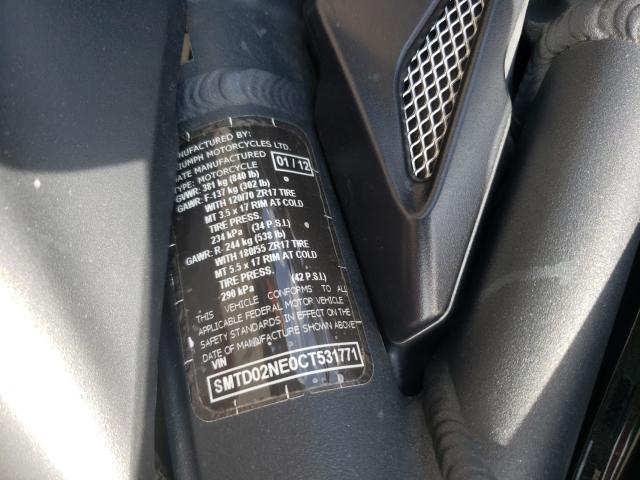 MANUFACTURED BY:
TRIUMPH MOTORCYCLES LTD.
DATE MANUFACTURED 01/12
TYPE: MOTORCYCLE
GVWR: 381 kg (840 lb)
GAWR: F-137 kg (302 lb)
WITH 120/70 ZR17 TIRE
MT 3.5 x 17 RIM AT COLD
TIRE PRESS.
234 kPa (34 P.S.I.)
GAWR: R- 244 kg (538 lb)
WITH 180/55 ZR17 TIRE
MT 5.5 x 17 RIM AT COLD
TIRE PRESS.
290 kPa (42 P.S.I.)
THIS VEHICLE CONFORMS TO ALL
APPLICABLE FEDERAL MOTOR VEHICLE
SAFETY STANDARDS IN EFFECT ON THE
DATE OF MANUFACTURE SHOWN ABOVE
VIN
SMTD02NE0CT531771